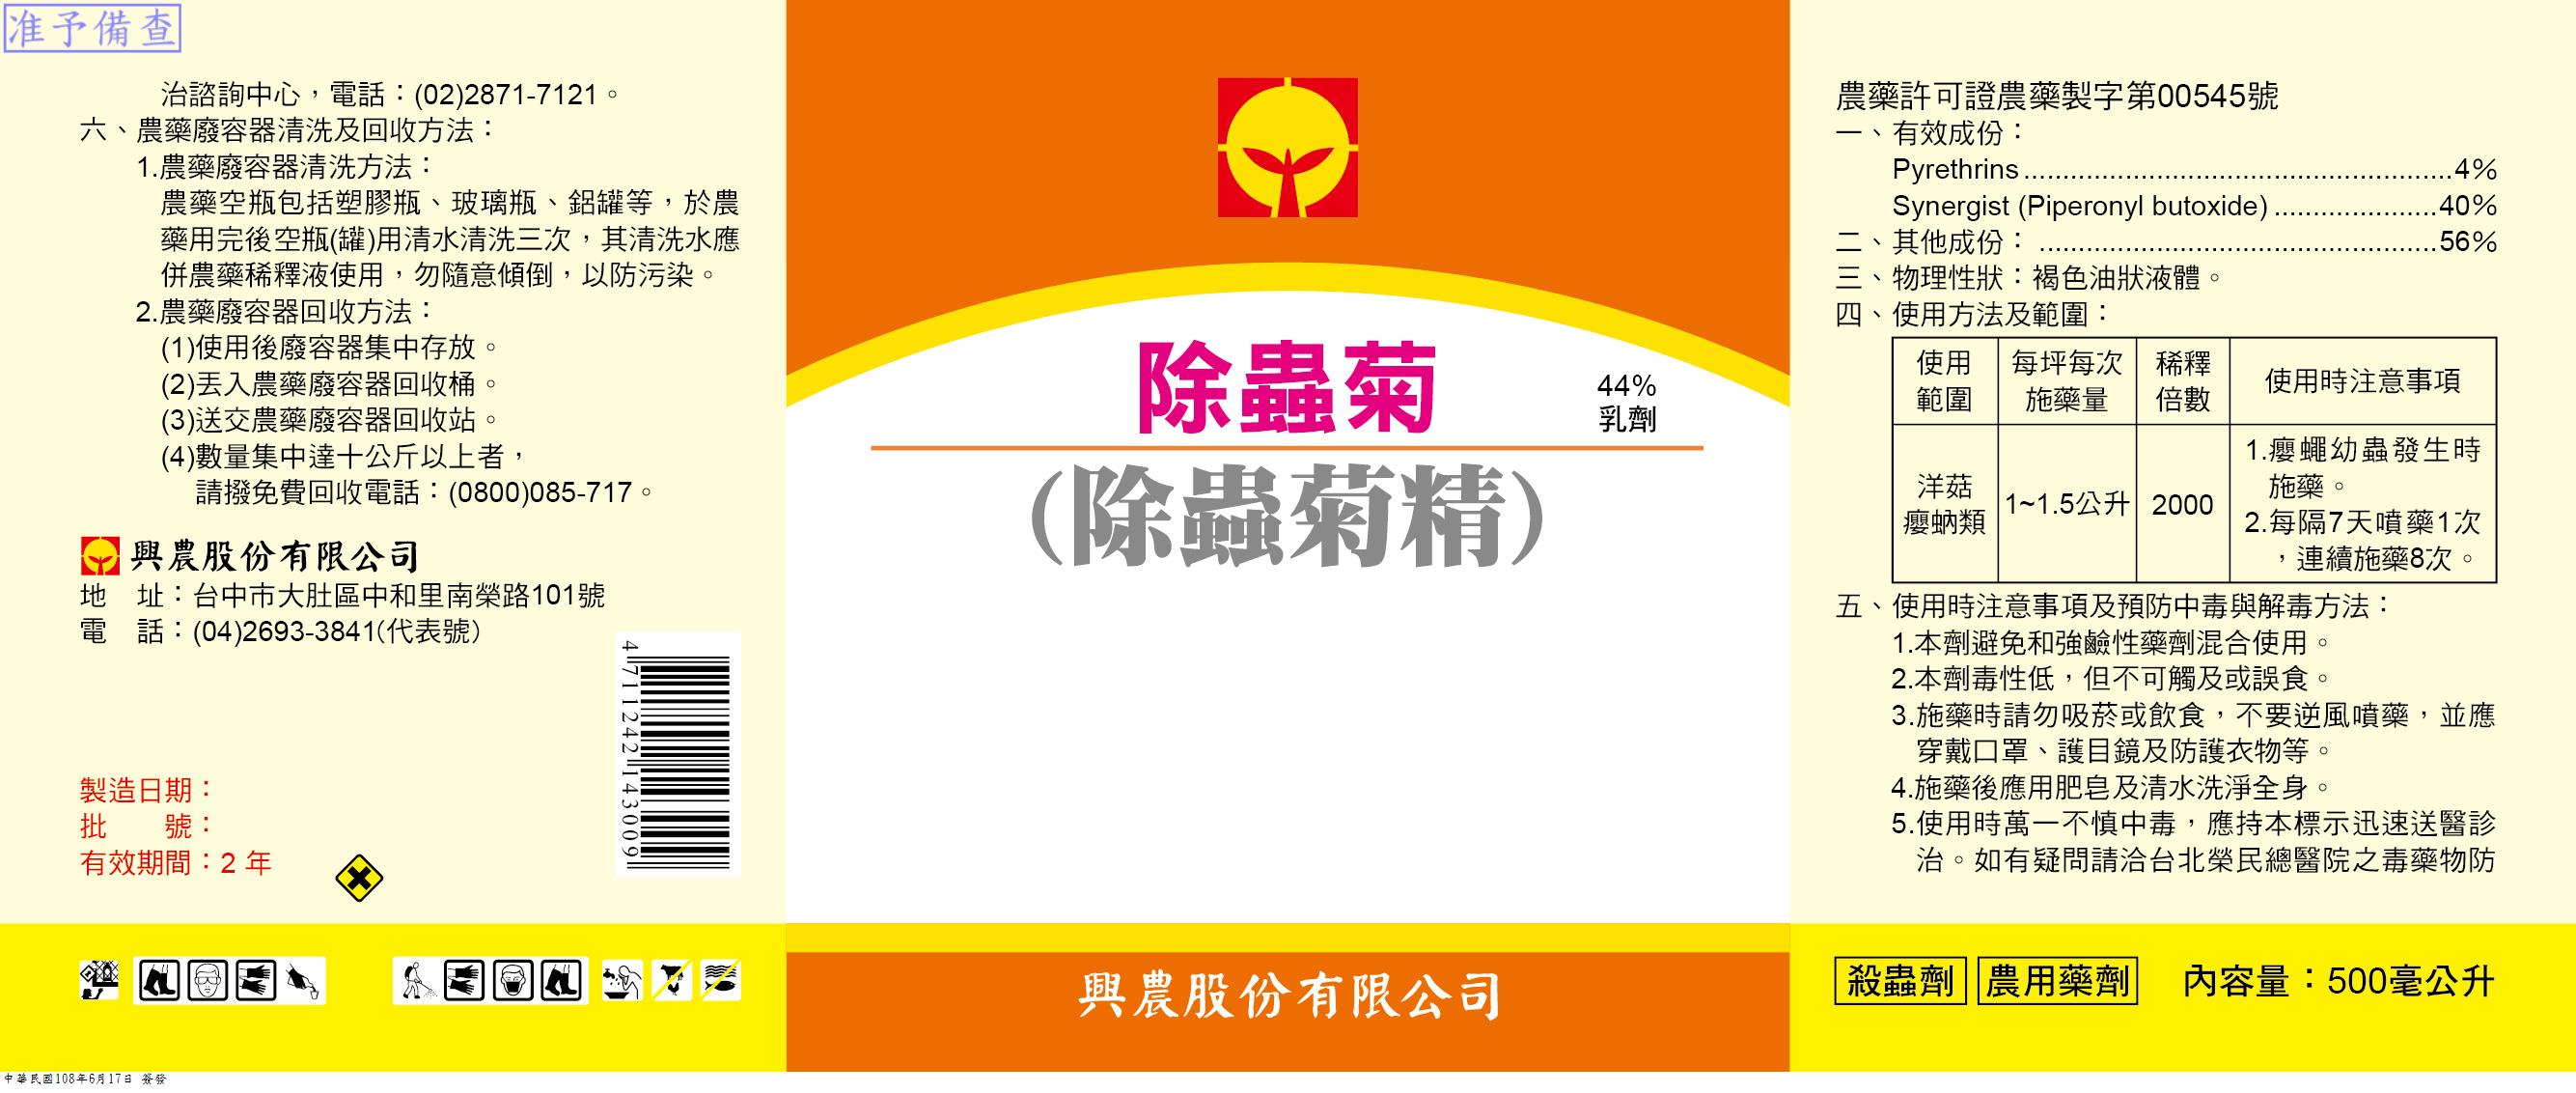 准予備查
治諮詢中心，電話：(02)2871-7121。
六、農藥廢容器清洗及回收方法：
1.農藥廢容器清洗方法：
農藥空瓶包括塑膠瓶、玻璃瓶、鋁罐等，於農
藥用完後空瓶(罐)用清水清洗三次，其清洗水應
併農藥稀釋液使用，勿隨意傾倒，以防污染。
2.農藥廢容器回收方法：
(1)使用後廢容器集中存放。
(2)丟入農藥廢容器回收桶。
(3)送交農藥廢容器回收站。
(4)數量集中達十公斤以上者，
請撥免費回收電話：(0800)085-717。
興農股份有限公司
地　址：台中市大肚區中和里南榮路101號
電　話：(04)2693-3841(代表號)
4 711242 143009
製造日期：
批　　號：
有效期間：2 年
中華民國108年6月17日 簽發
除蟲菊
44%
乳劑
(除蟲菊精)
興農股份有限公司
農藥許可證農藥製字第00545號
一、有效成份：
Pyrethrins.......................................................4%
Synergist (Piperonyl butoxide).....................40%
二、其他成份：...................................................56%
三、物理性狀：褐色油狀液體。
四、使用方法及範圍：
使用 每坪每次 稀釋 使用時注意事項
範圍 施藥量 倍數
洋菇 1~1.5公升 2000 1.癭蠅幼蟲發生時
癭蚋類 施藥。
2.每隔7天噴藥1次
，連續施藥8次。
五、使用時注意事項及預防中毒與解毒方法：
1.本劑避免和強鹼性藥劑混合使用。
2.本劑毒性低，但不可觸及或誤食。
3.施藥時請勿吸菸或飲食，不要逆風噴藥，並應
穿戴口罩、護目鏡及防護衣物等。
4.施藥後應用肥皂及清水洗淨全身。
5.使用時萬一不慎中毒，應持本標示迅速送醫診
治。如有疑問請洽台北榮民總醫院之毒藥物防
殺蟲劑 農用藥劑 內容量：500毫公升